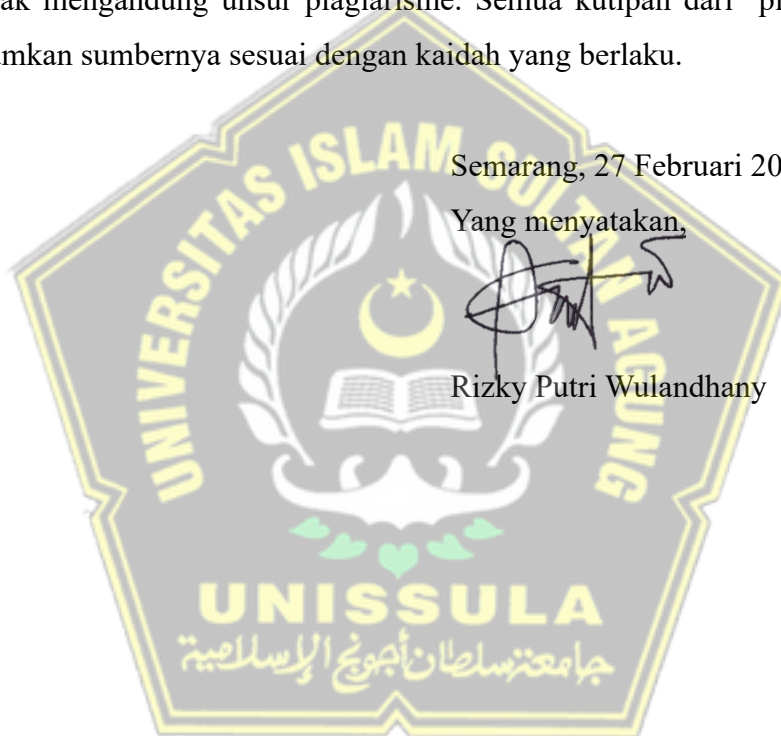 ak mengandung unsur plagiarisme. Semua kutipan dari
umkan sumbernya sesuai dengan kaidah yang berlaku.
Semarang, 27 Februari 20
Yang menyatakan,
Rizky Putri Wulandhany
UNIVERSITAS ISLAM SULTAN AGUNG
UNISSULA
جامعة سلطان أجونج الإسلامية